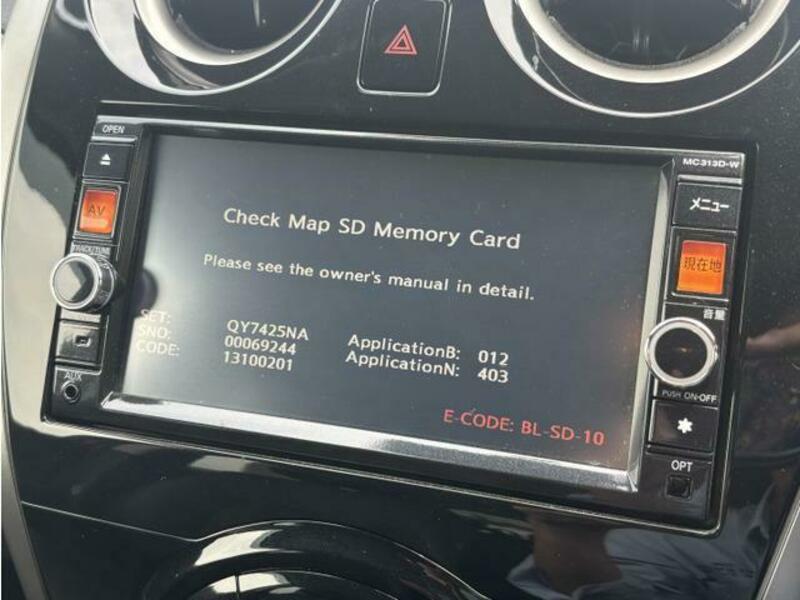 OPEN
MC313D-W
AV
TRACK/TUNE
AUX
Check Map SD Memory Card
Please see the owner's manual in detail.
SET: QY7425NA
SNO: 00069244
CODE: 13100201
ApplicationB: 012
ApplicationN: 403
E-CODE: BL-SD-10
メニュー
現在地
音量
PUSH ON-OFF
OPT